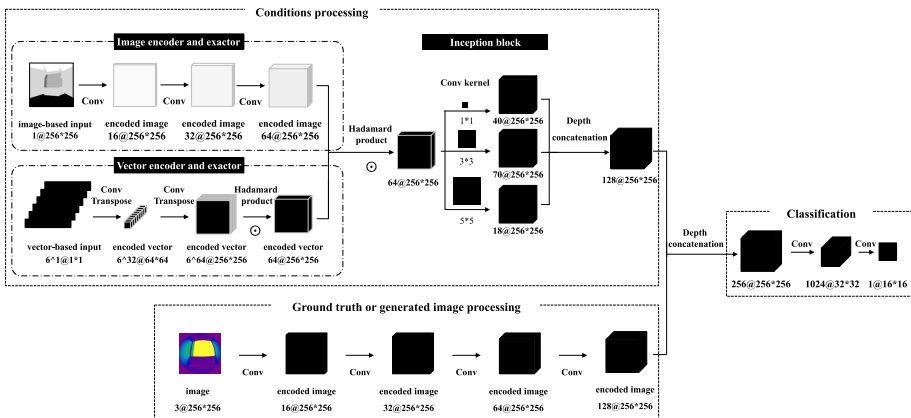 Conditions processing
Image encoder and exactor
Conv
Conv
Conv
image-based input
1@256*256
encoded image
16@256*256
encoded image
32@256*256
encoded image
64@256*256
Vector encoder and exactor
Conv
Transpose
Conv
Transpose
Hadamard
product
vector-based input
6^1@1*1
encoded vector
6^32@64*64
encoded vector
6^64@256*256
encoded vector
64@256*256
Hadamard
product
64@256*256
Inception block
Conv kernel
1*1
3*3
5*5
40@256*256
70@256*256
18@256*256
Depth
concatenation
128@256*256
Depth
concatenation
Classification
Conv
Conv
256@256*256
1024@32*32
1@16*16
Ground truth or generated image processing
Conv
Conv
Conv
Conv
image
3@256*256
encoded image
16@256*256
encoded image
32@256*256
encoded image
64@256*256
encoded image
128@256*256